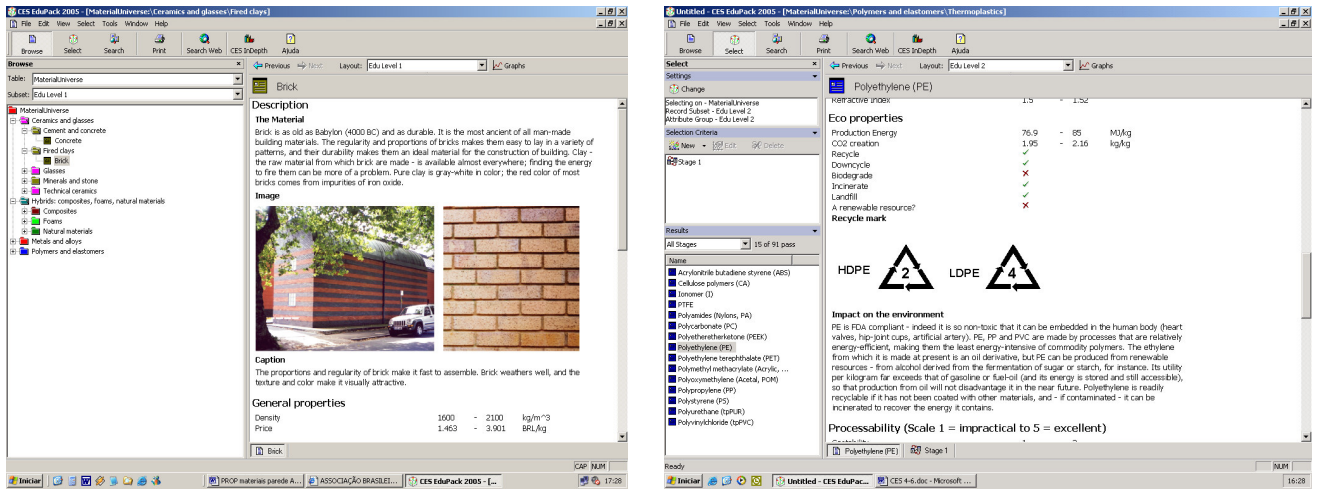 CES EduPack 2005 - [MaterialUniverse:\Ceramics and glasses\Fired clays]
File Edit View Select Tools Window Help
Browse Select Search Print Search Web CES InDepth Ajuda
Browse
Table: MaterialUniverse
Subset: Edu Level 1
MaterialUniverse
Ceramics and glasses
Cement and concrete
Concrete
Fired clays
Brick
Glasses
Minerals and stone
Technical ceramics
Hybrids: composites, foams, natural materials
Composites
Foams
Natural materials
Metals and alloys
Polymers and elastomers
Previous Next Layout: Edu Level 1 Graphs
Brick
Description
The Material
Brick is as old as Babylon (4000 BC) and as durable. It is the most ancient of all man-made
building materials. The regularity and proportions of bricks makes them easy to lay in a variety of
patterns, and their durability makes them an ideal material for the construction of building. Clay -
the raw material from which brick are made - is available almost everywhere; finding the energy
to fire them can be more of a problem. Pure clay is gray-white in color; the red color of most
bricks comes from impurities of iron oxide.
Image
Caption
The proportions and regularity of brick make it fast to assemble. Brick weathers well, and the
texture and color make it visually attractive.
General properties
Density 1600 - 2100 kg/m^3
Price 1.463 - 3.901 BRL/kg
Brick
CAP NUM
Iniciar PROP materiais parede A... ASSOCIAÇÃO BRASILEI... CES EduPack 2005 - [... 17:28
Untitled - CES EduPack 2005 - [MaterialUniverse:\Polymers and elastomers\Thermoplastics]
File Edit View Select Tools Window Help
Browse Select Search Print Search Web CES InDepth Ajuda
Select
Settings
Change
Selecting on - MaterialUniverse
Record Subset - Edu Level 2
Attribute Group - Edu Level 2
Selection Criteria
New Edit Delete
Stage 1
Results
All Stages 15 of 91 pass
Name
Acrylonitrile butadiene styrene (ABS)
Cellulose polymers (CA)
Ionomer (I)
PTFE
Polyamides (Nylons, PA)
Polycarbonate (PC)
Polyetheretherketone (PEEK)
Polyethylene (PE)
Polyethylene terephthalate (PET)
Polymethyl methacrylate (Acrylic, ...
Polyoxymethylene (Acetal, POM)
Polypropylene (PP)
Polystyrene (PS)
Polyurethane (tpPUR)
Polyvinylchloride (tpPVC)
Previous Next Layout: Edu Level 2 Graphs
Polyethylene (PE)
Refractive Index 1.5 - 1.52
Eco properties
Production Energy 76.9 - 85 MJ/kg
CO2 creation 1.95 - 2.16 kg/kg
Recycle ✓
Downcycle ✓
Biodegrade ✗
Incinerate ✓
Landfill ✓
A renewable resource? ✗
Recycle mark
HDPE 2 LDPE 4
Impact on the environment
PE is FDA compliant - indeed it is so non-toxic that it can be embedded in the human body (heart
valves, hip-joint cups, artificial artery). PE, PP and PVC are made by processes that are relatively
energy-efficient, making them the least energy-intensive of commodity polymers. The ethylene
from which it is made at present is an oil derivative, but PE can be produced from renewable
resources - from alcohol derived from the fermentation of sugar or starch, for instance. Its utility
per kilogram far exceeds that of gasoline or fuel-oil (and its energy is stored and still accessible),
so that production from oil will not disadvantage it in the near future. Polyethylene is readily
recyclable if it has not been coated with other materials, and - if contaminated - it can be
incinerated to recover the energy it contains.
Processability (Scale 1 = impractical to 5 = excellent)
Polyethylene (PE) Stage 1
Ready NUM
Iniciar Untitled - CES EduPac... CES 4-6.doc - Microsoft ... 16:28